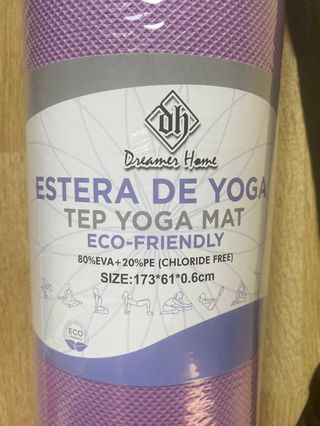 dh
Dreamer Home
ESTERA DE YOGA
TEP YOGA MAT
ECO-FRIENDLY
80%EVA+20%PE (CHLORIDE FREE)
SIZE:173*61*0.6cm
ECO